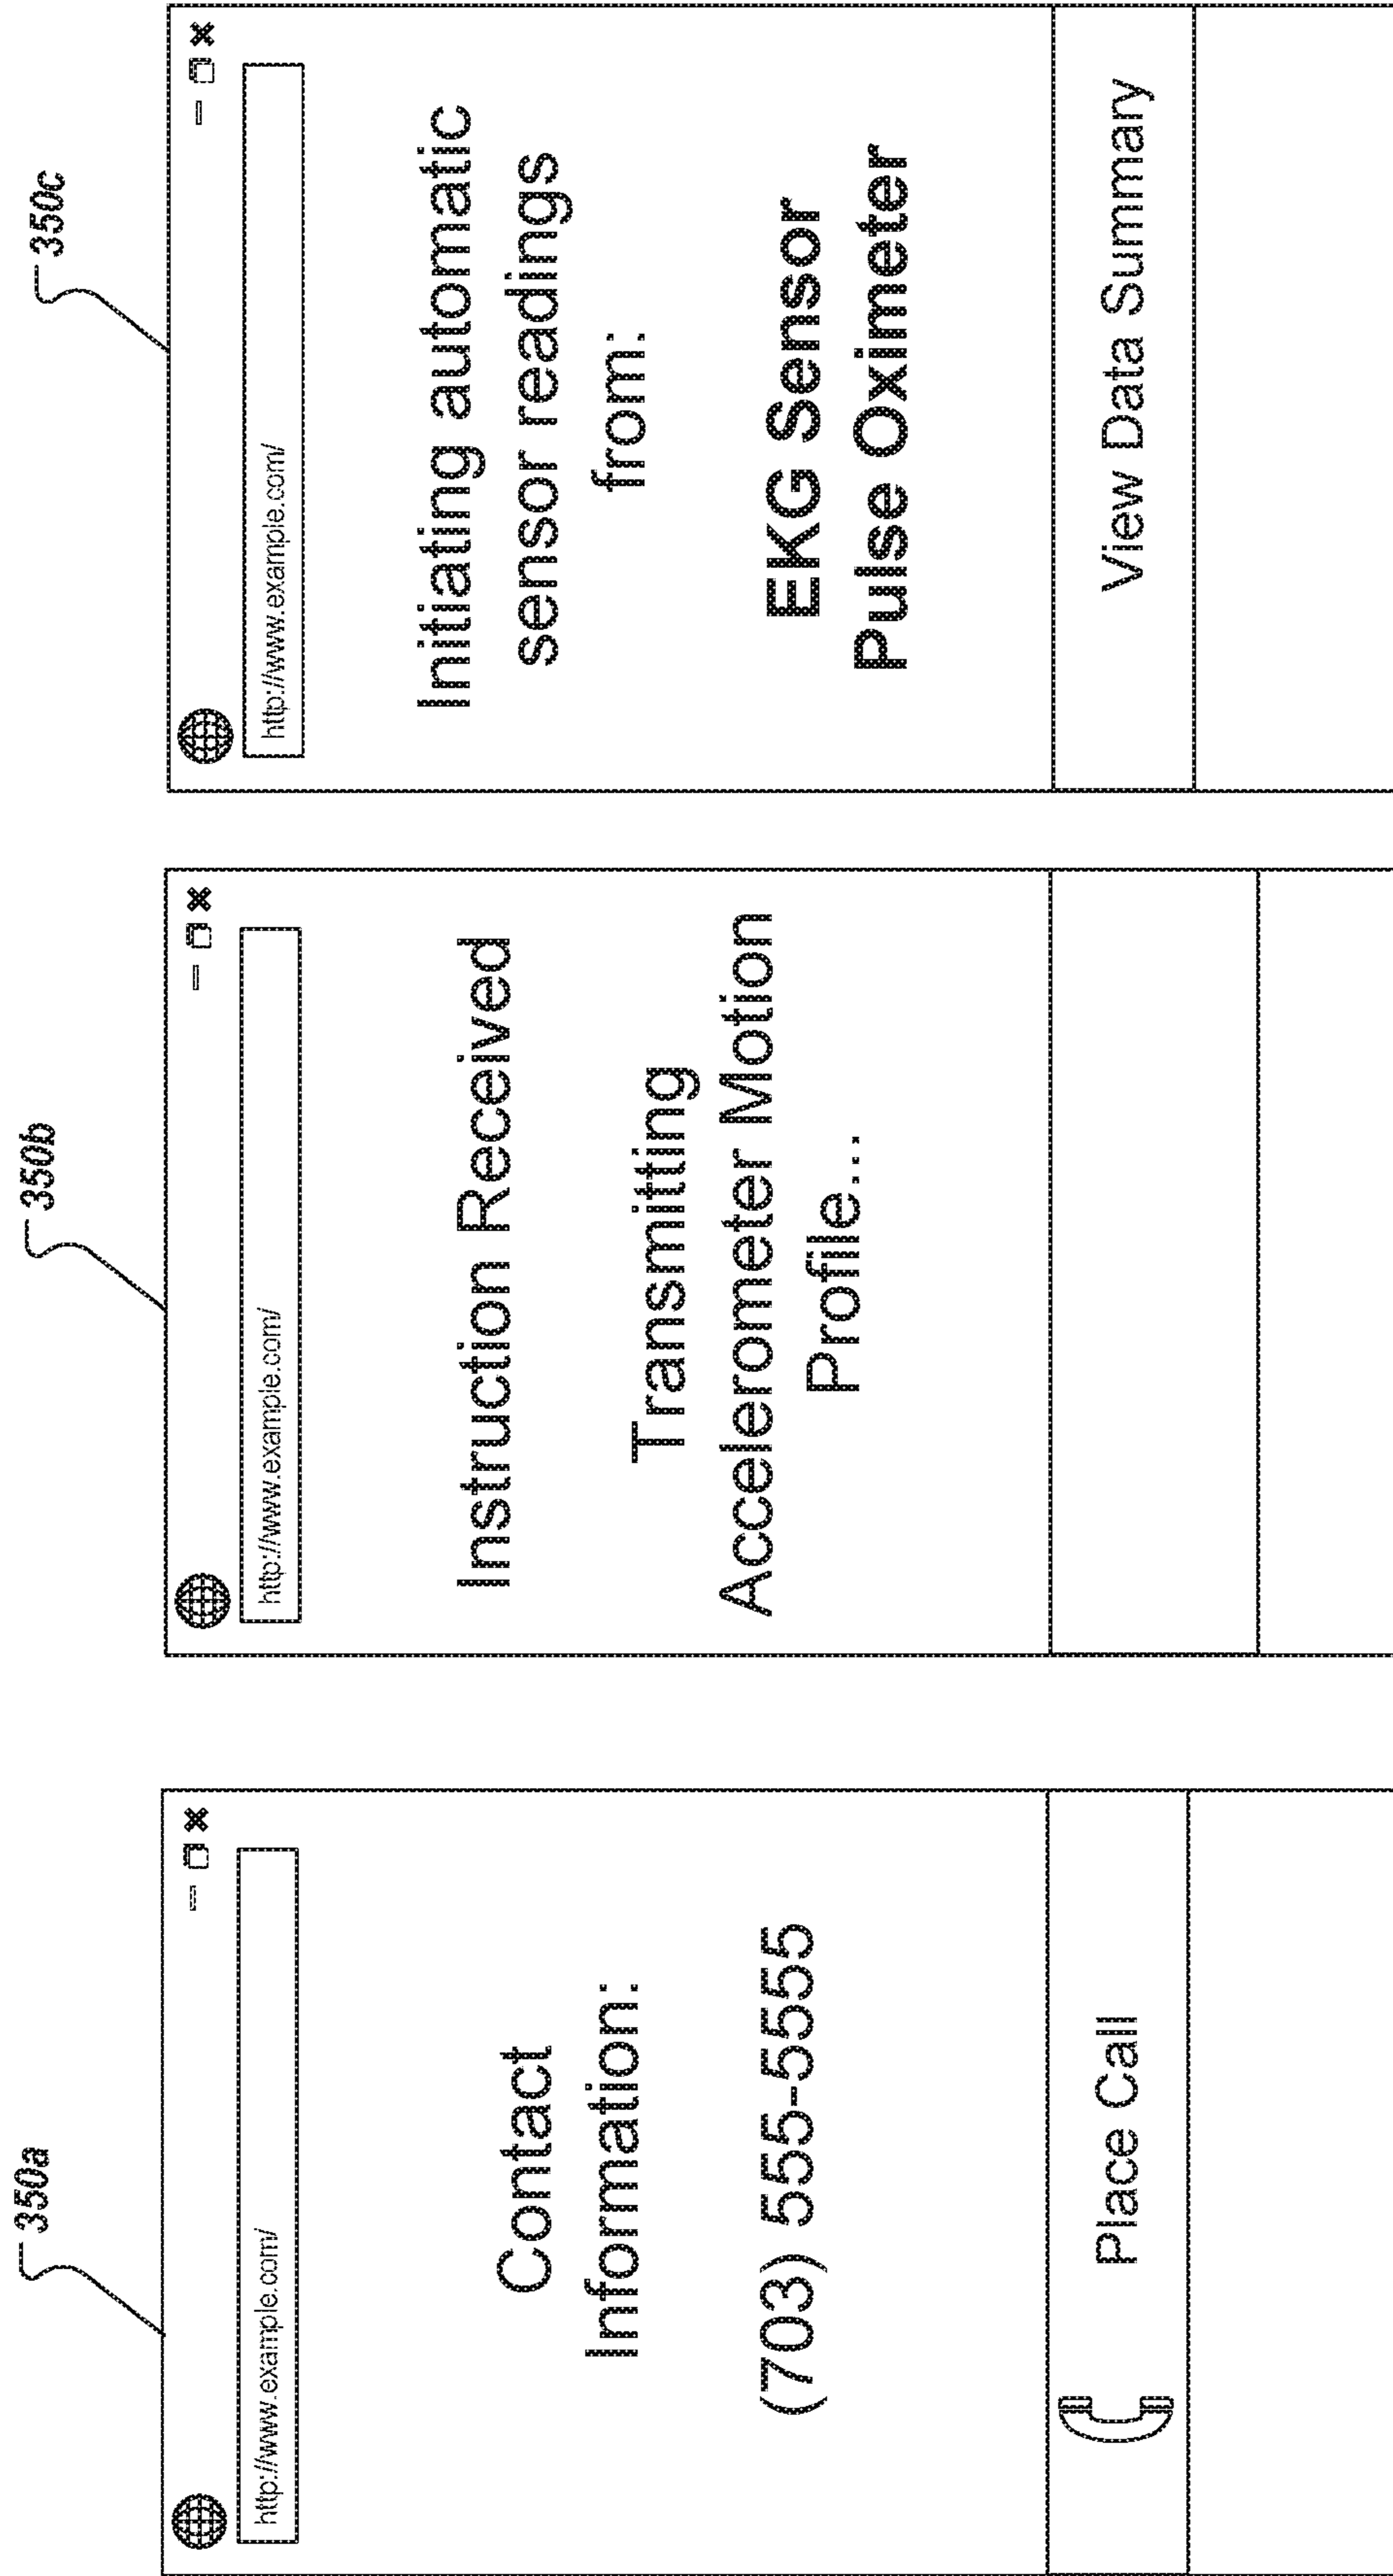 350a
http://www.example.com/
Contact
Information:
(703) 555-5555
Place Call
350b
http://www.example.com/
Instruction Received
Transmitting
Accelerometer Motion
Profile...
350c
http://www.example.com/
Initiating automatic
sensor readings
from:
EKG Sensor
Pulse Oximeter
View Data Summary